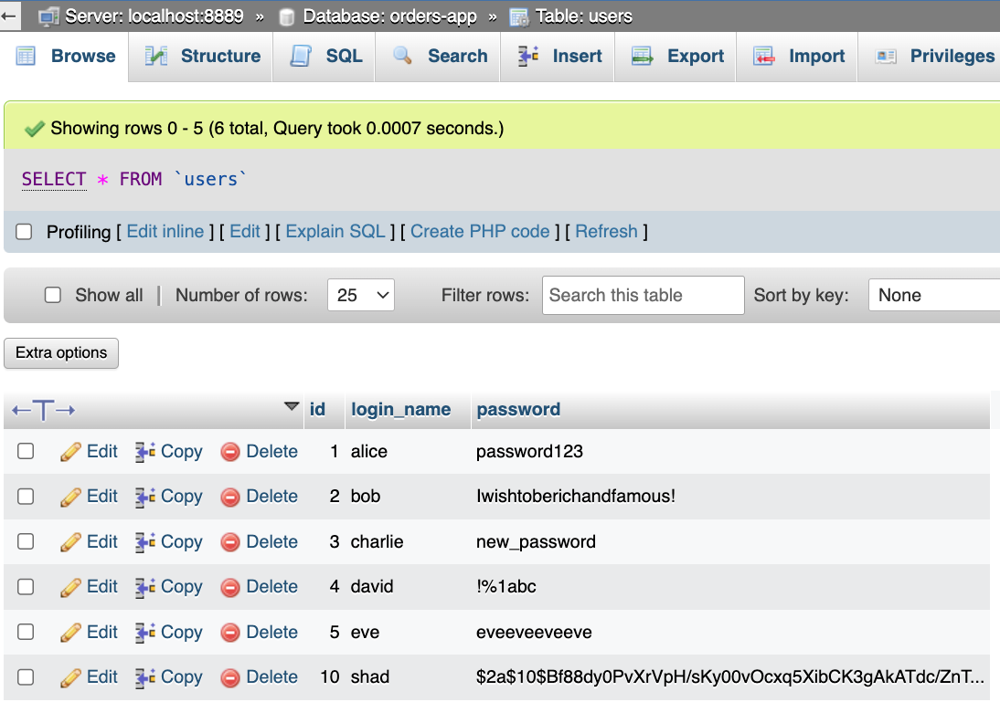 Server: localhost:8889 » Database: orders-app » Table: users
Browse Structure SQL Search Insert Export Import Privileges
Showing rows 0 - 5 (6 total, Query took 0.0007 seconds.)
SELECT * FROM `users`
Profiling [ Edit inline ] [ Edit ] [ Explain SQL ] [ Create PHP code ] [ Refresh ]
Show all | Number of rows: 25 Filter rows: Search this table Sort by key: None
Extra options
←T→ id login_name password
Edit Copy Delete 1 alice password123
Edit Copy Delete 2 bob Iwishtoberichandfamous!
Edit Copy Delete 3 charlie new_password
Edit Copy Delete 4 david !%1abc
Edit Copy Delete 5 eve eveeveeveeve
Edit Copy Delete 10 shad $2a$10$Bf88dy0PvXrVpH/sKy00vOcxq5XibCK3gAkATdc/ZnT...